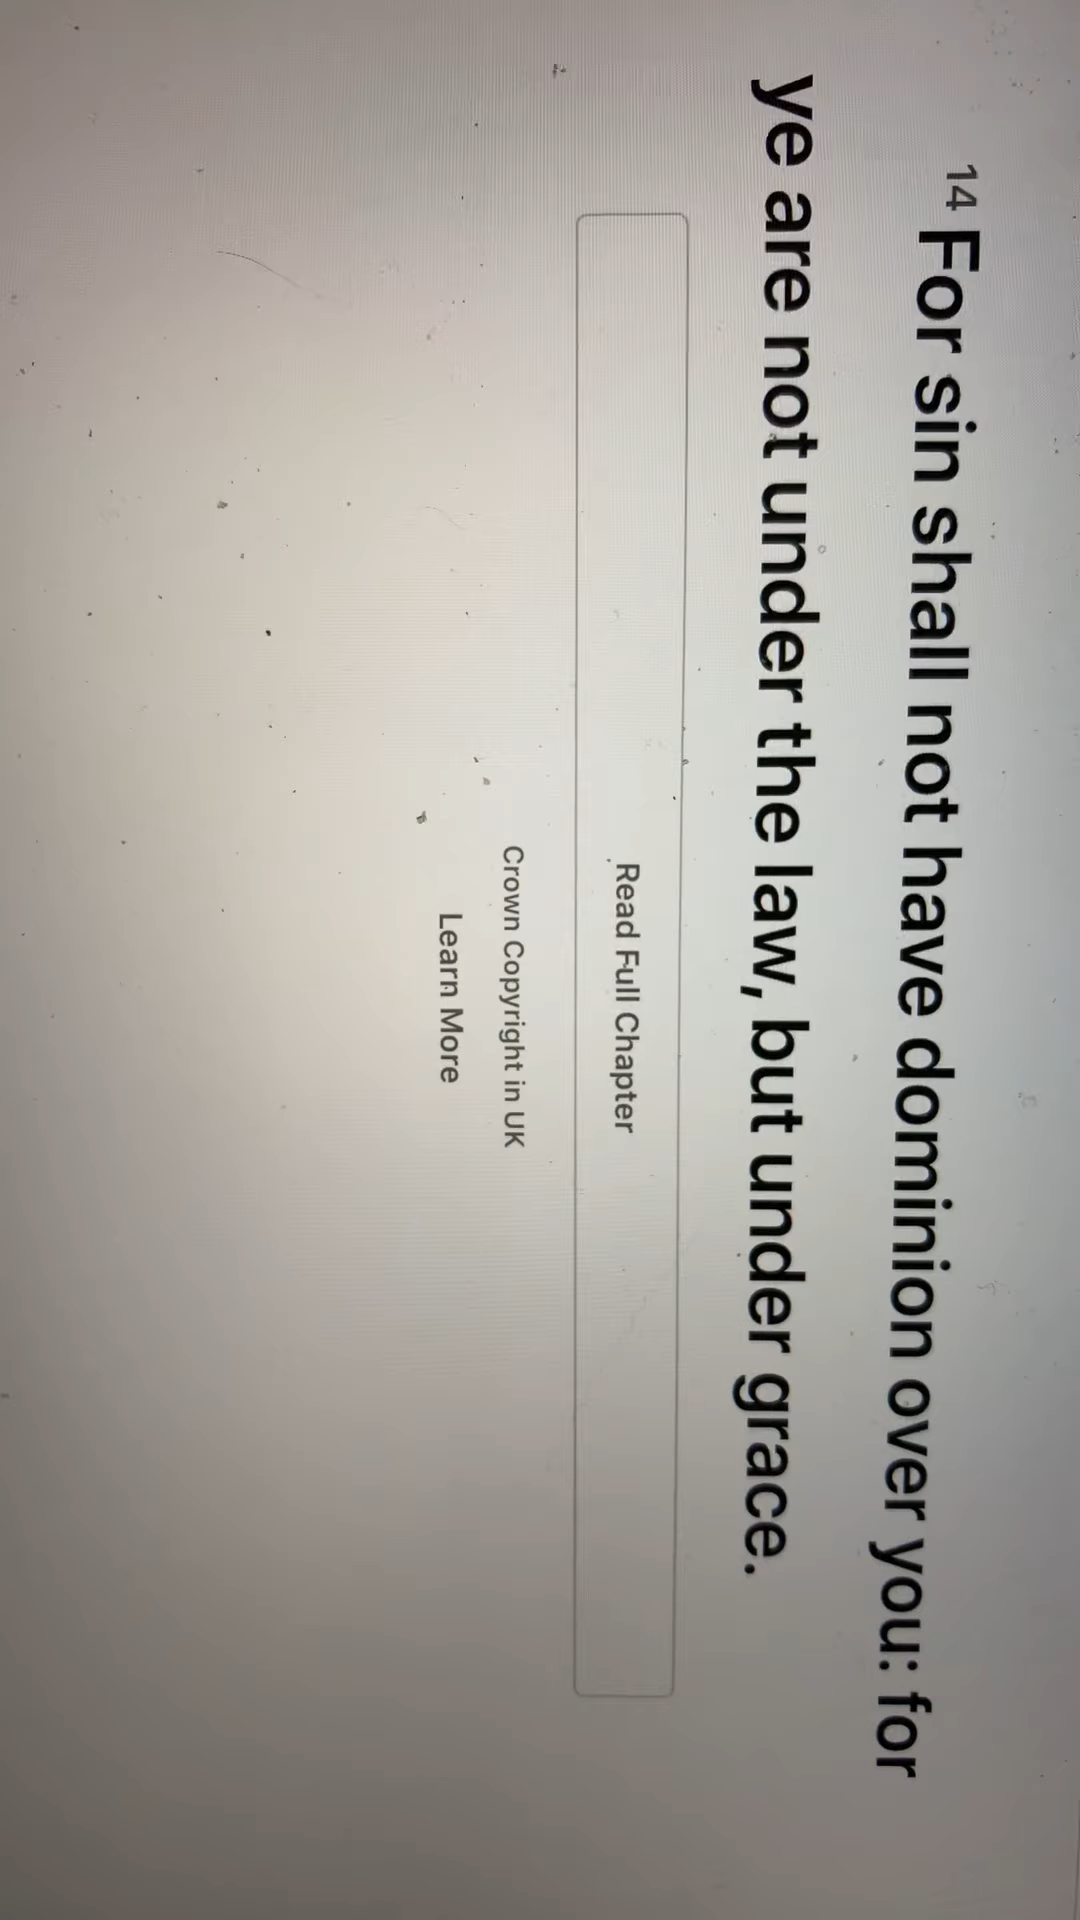 14 For sin shall not have dominion over you: for
ye are not under the law, but under grace.
Read Full Chapter
Crown Copyright in UK
Learn More